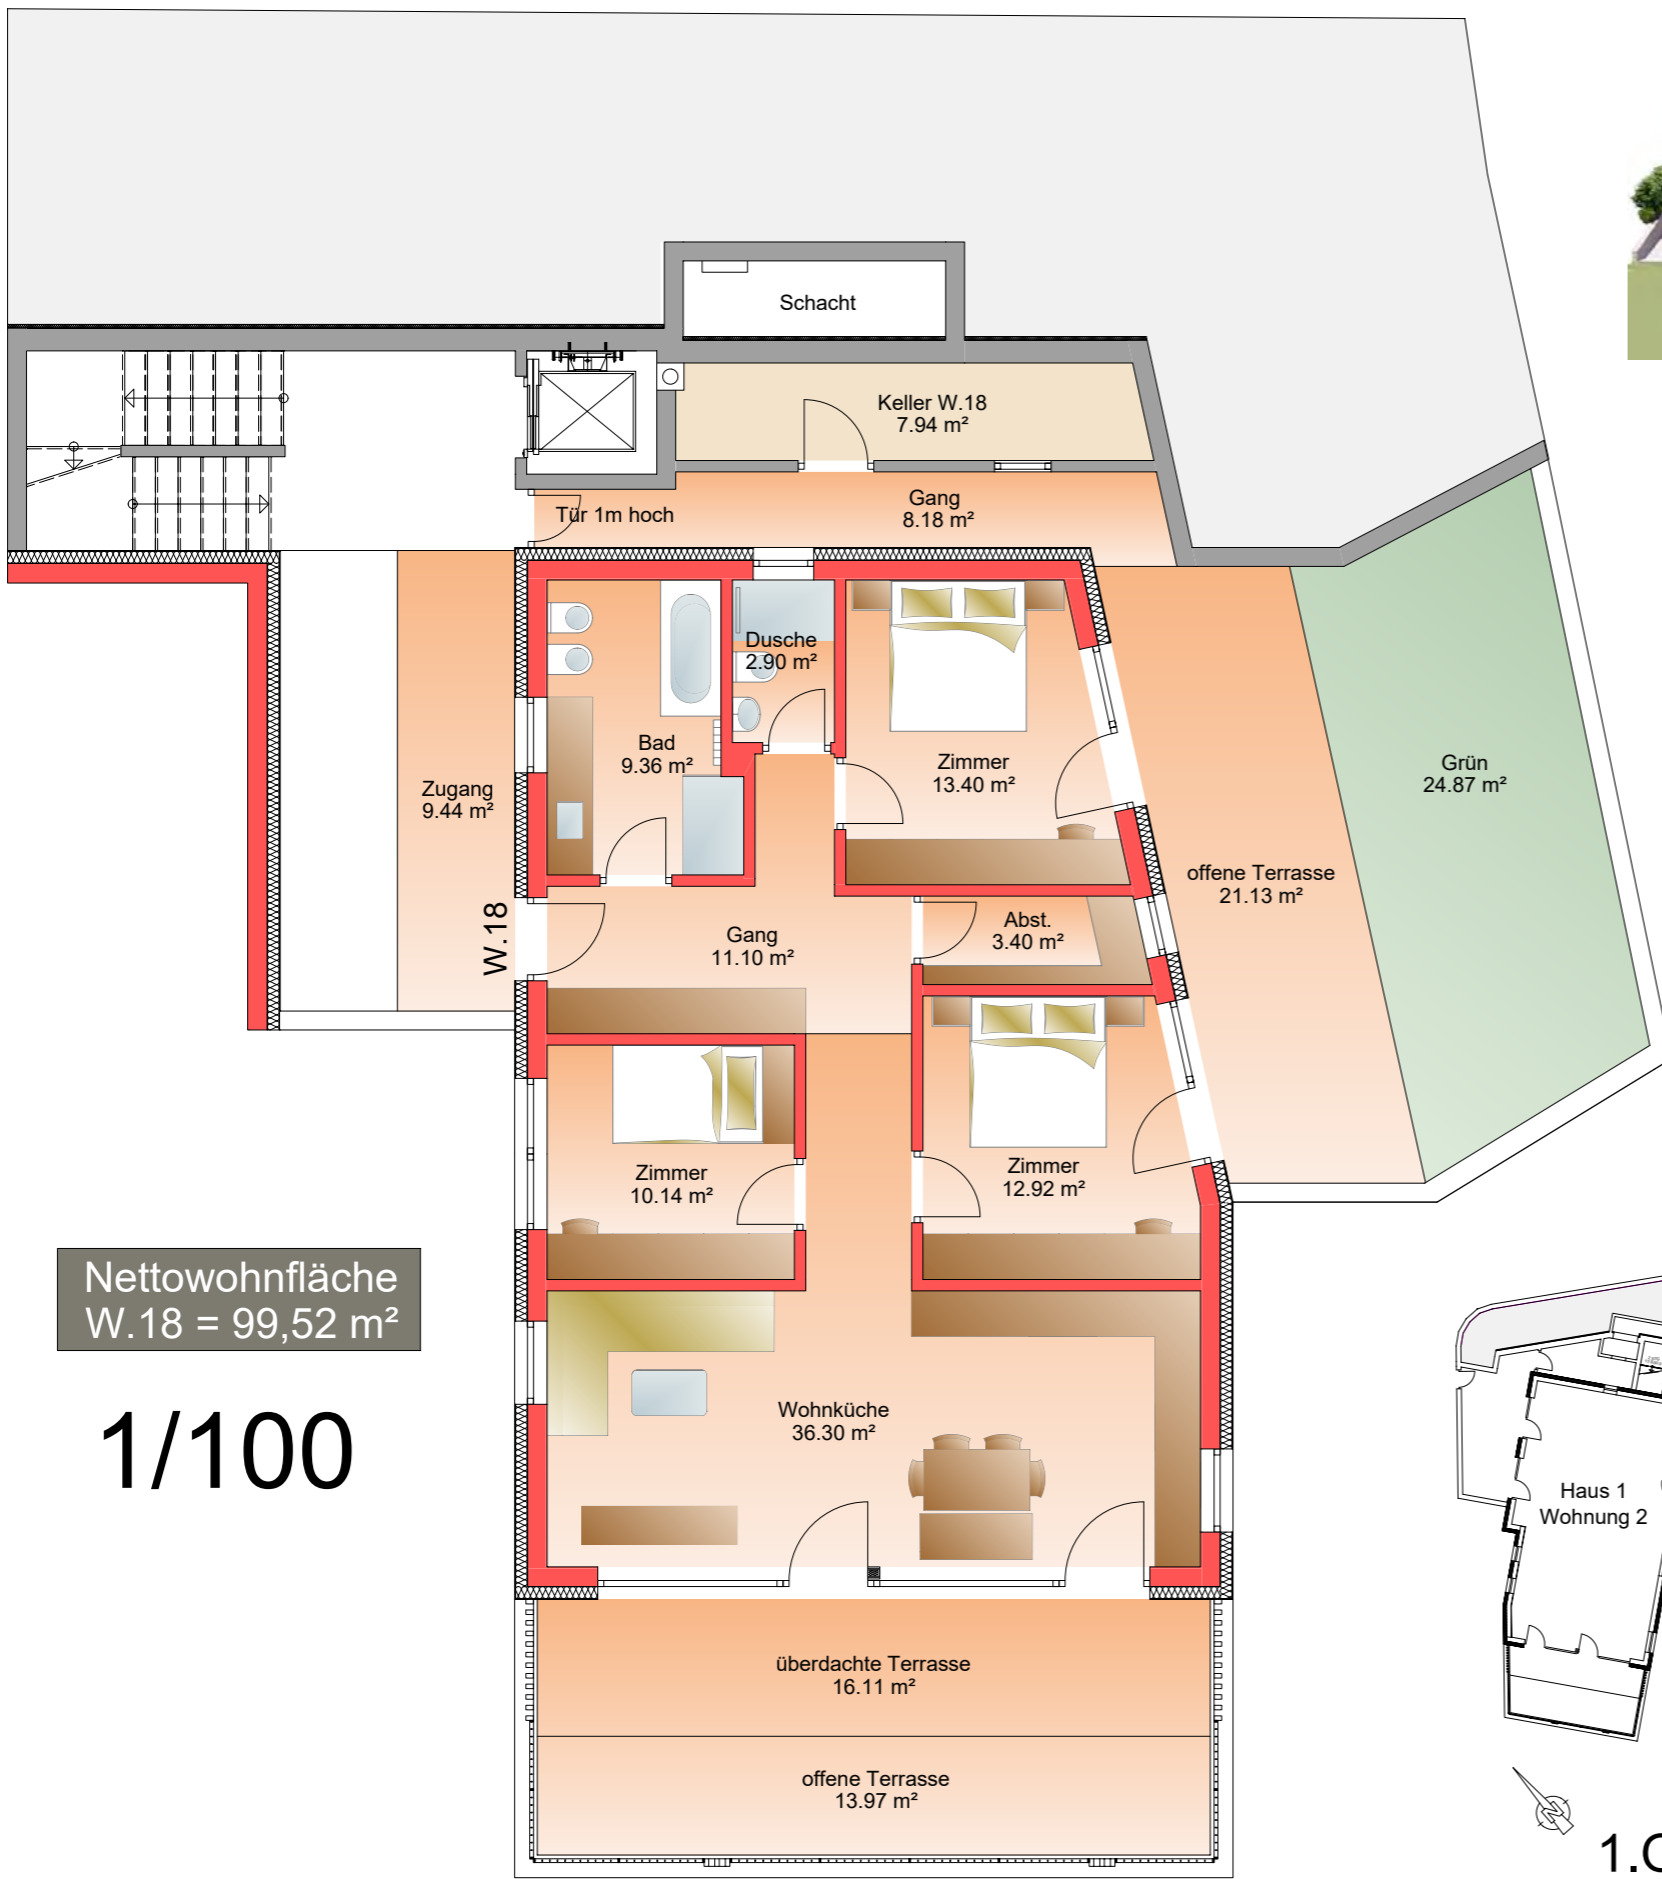 Schacht
Keller W.18
7.94 m²
Gang
8.18 m²
Tür 1m hoch
Dusche
2.90 m²
Bad
9.36 m²
Zimmer
13.40 m²
Zugang
9.44 m²
Grün
24.87 m²
offene Terrasse
21.13 m²
W.18
Gang
11.10 m²
Abst.
3.40 m²
Zimmer
10.14 m²
Zimmer
12.92 m²
Nettowohnfläche
W.18 = 99,52 m²
1/100
Wohnküche
36.30 m²
Haus 1
Wohnung 2
überdachte Terrasse
16.11 m²
offene Terrasse
13.97 m²
N